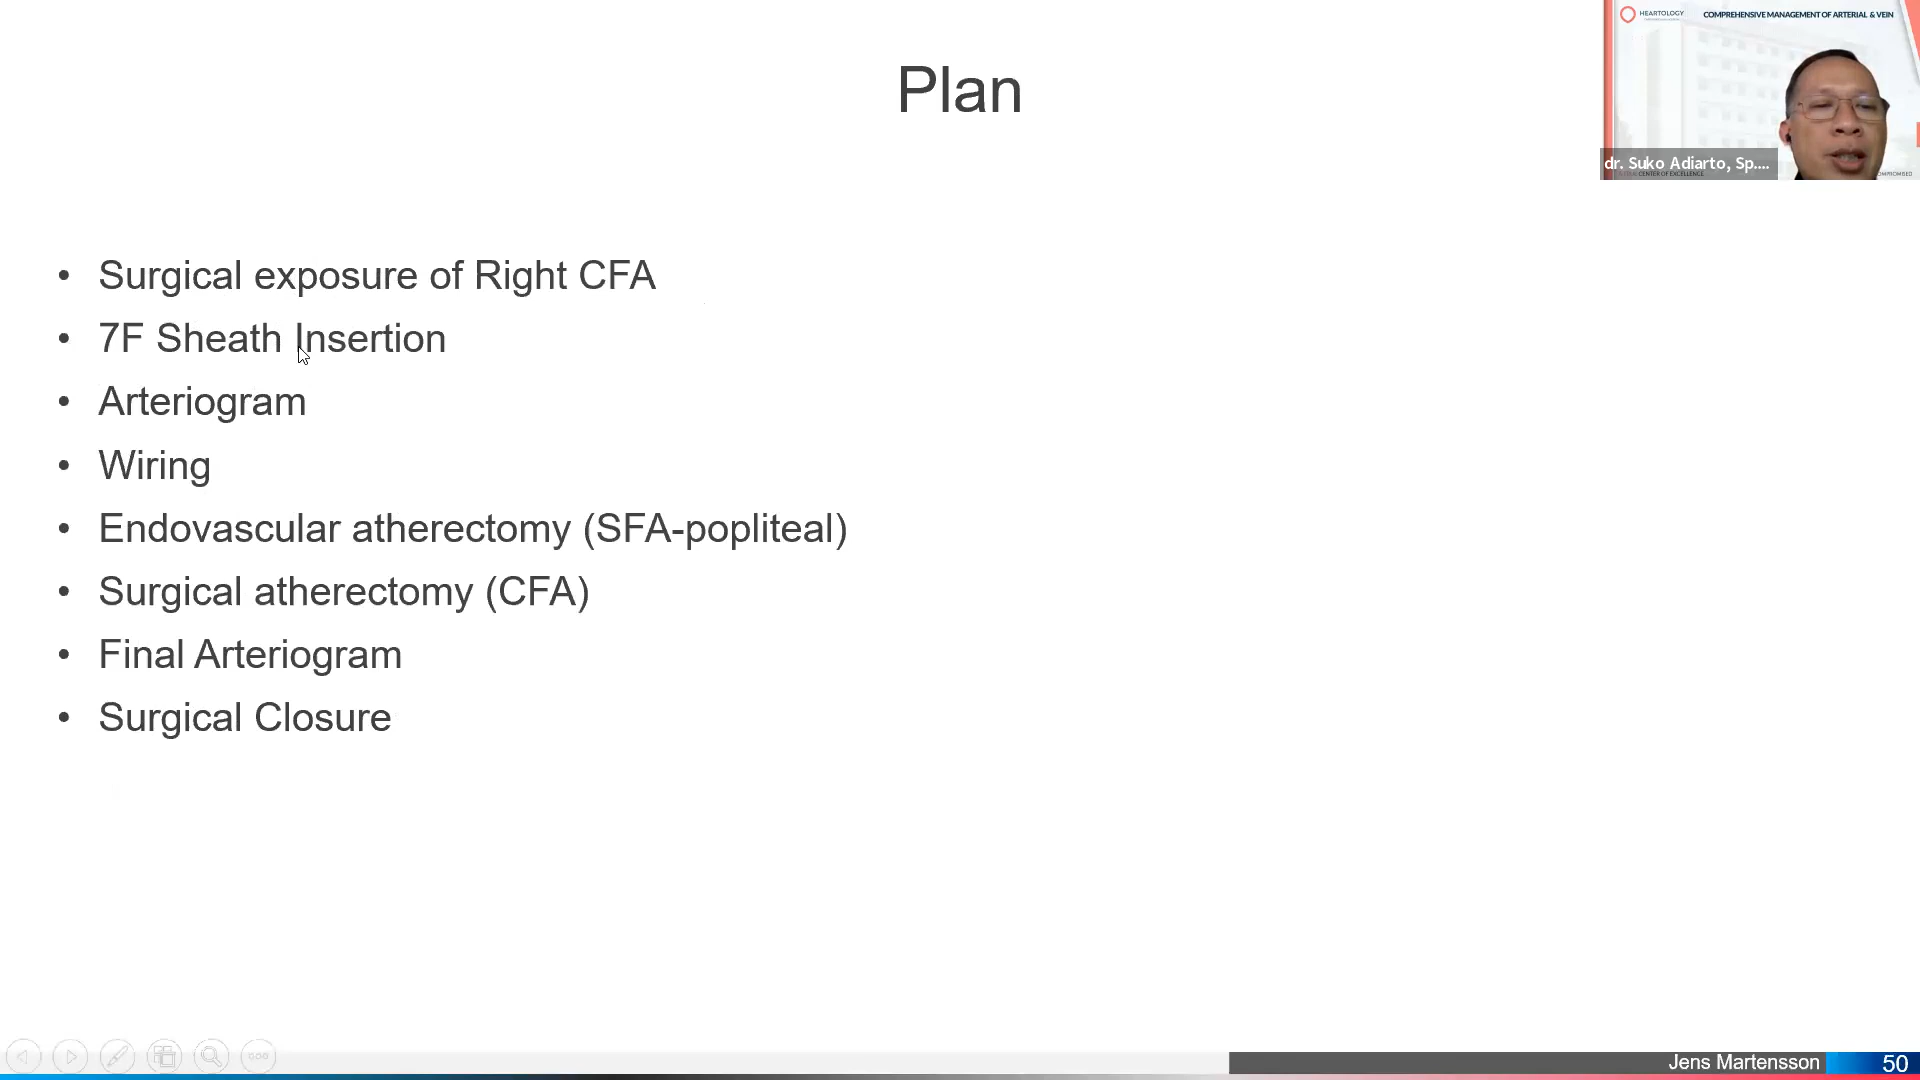 HEARTOLOGY
COMPREHENSIVE MANAGEMENT OF ARTERIAL & VEIN
Plan
dr. Suko Adiarto, Sp....
CENTER OF EXCELLENCE
• Surgical exposure of Right CFA
• 7F Sheath Insertion
• Arteriogram
• Wiring
• Endovascular atherectomy (SFA-popliteal)
• Surgical atherectomy (CFA)
• Final Arteriogram
• Surgical Closure
Jens Martensson
50